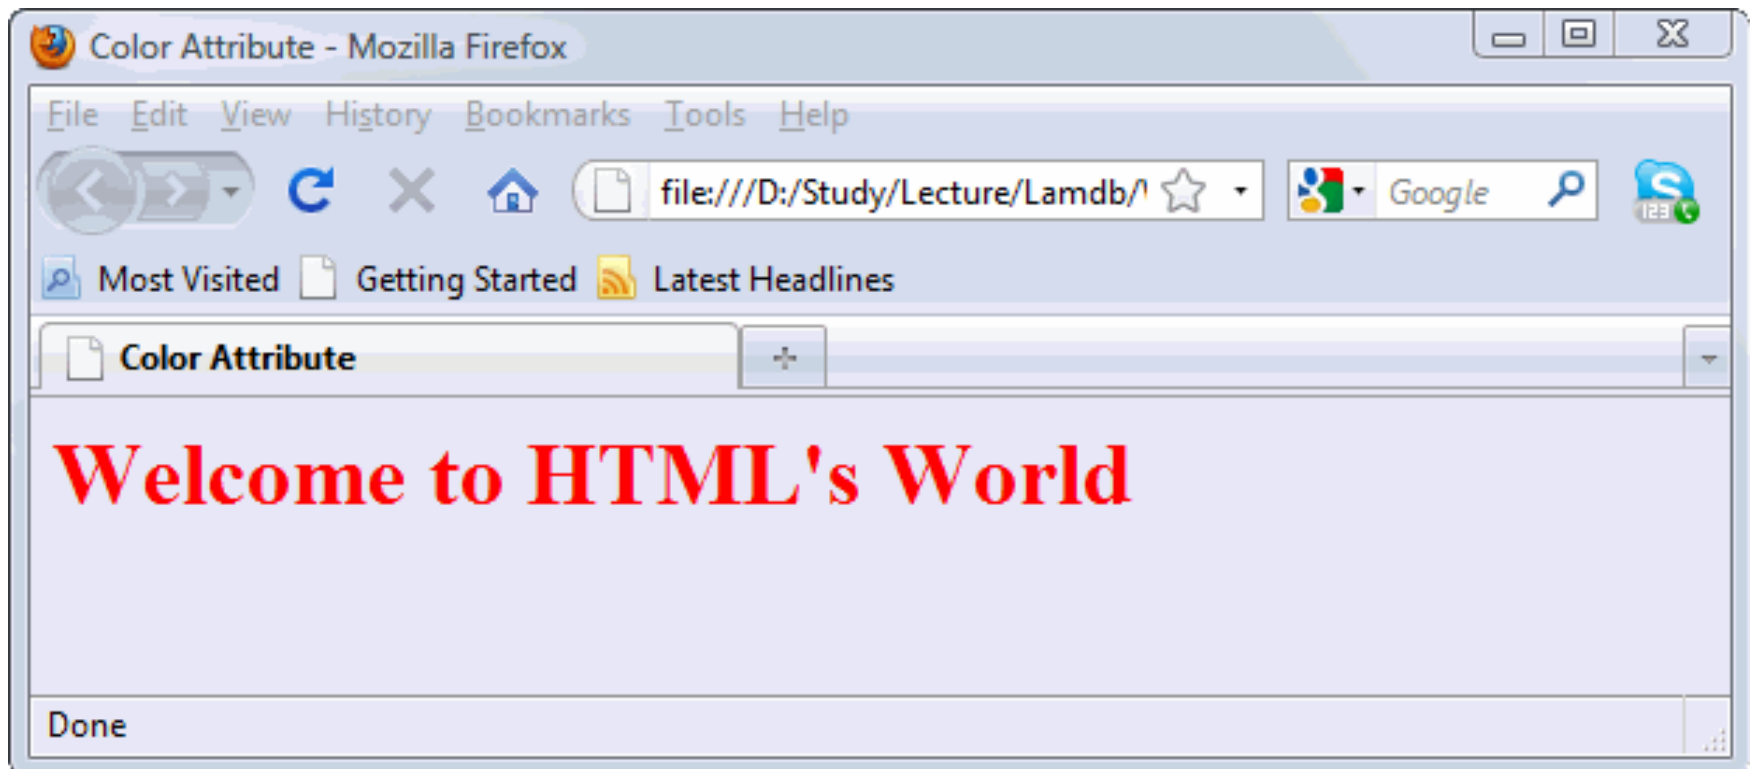 Color Attribute - Mozilla Firefox
File Edit View History Bookmarks Tools Help
file:///D:/Study/Lecture/Lamdb/ Google 123
Most Visited Getting Started Latest Headlines
Color Attribute
Welcome to HTML's World
Done